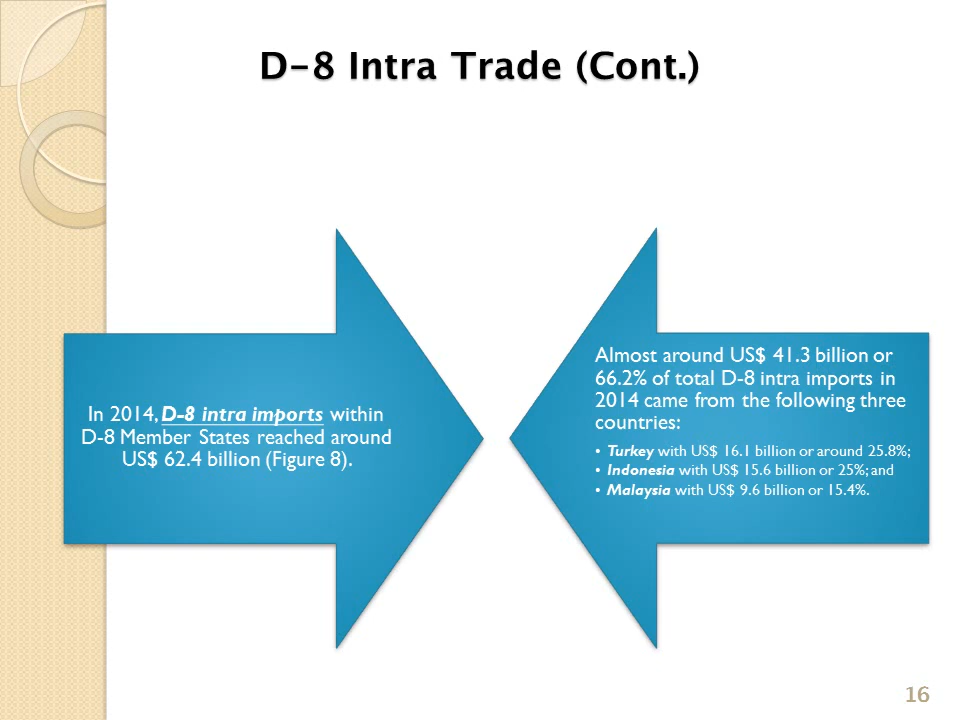 D-8 Intra Trade (Cont.)
In 2014, D-8 intra imports within
D-8 Member States reached around
US$ 62.4 billion (Figure 8).
Almost around US$ 41.3 billion or
66.2% of total D-8 intra imports in
2014 came from the following three
countries:
• Turkey with US$ 16.1 billion or around 25.8%;
• Indonesia with US$ 15.6 billion or 25%; and
• Malaysia with US$ 9.6 billion or 15.4%.
16